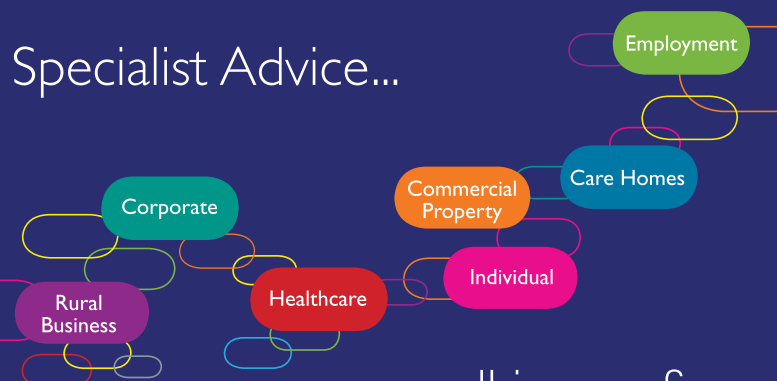 Specialist Advice...
Employment
Care Homes
Commercial
Property
Corporate
Individual
Healthcare
Rural
Business